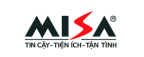 MISA®
TIN CẬY-TIỆN ÍCH-TẬN TÌNH